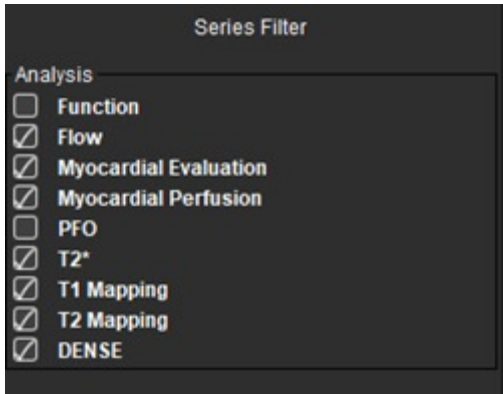 Series Filter
Analysis
Function
Flow
Myocardial Evaluation
Myocardial Perfusion
PFO
T2*
T1 Mapping
T2 Mapping
DENSE